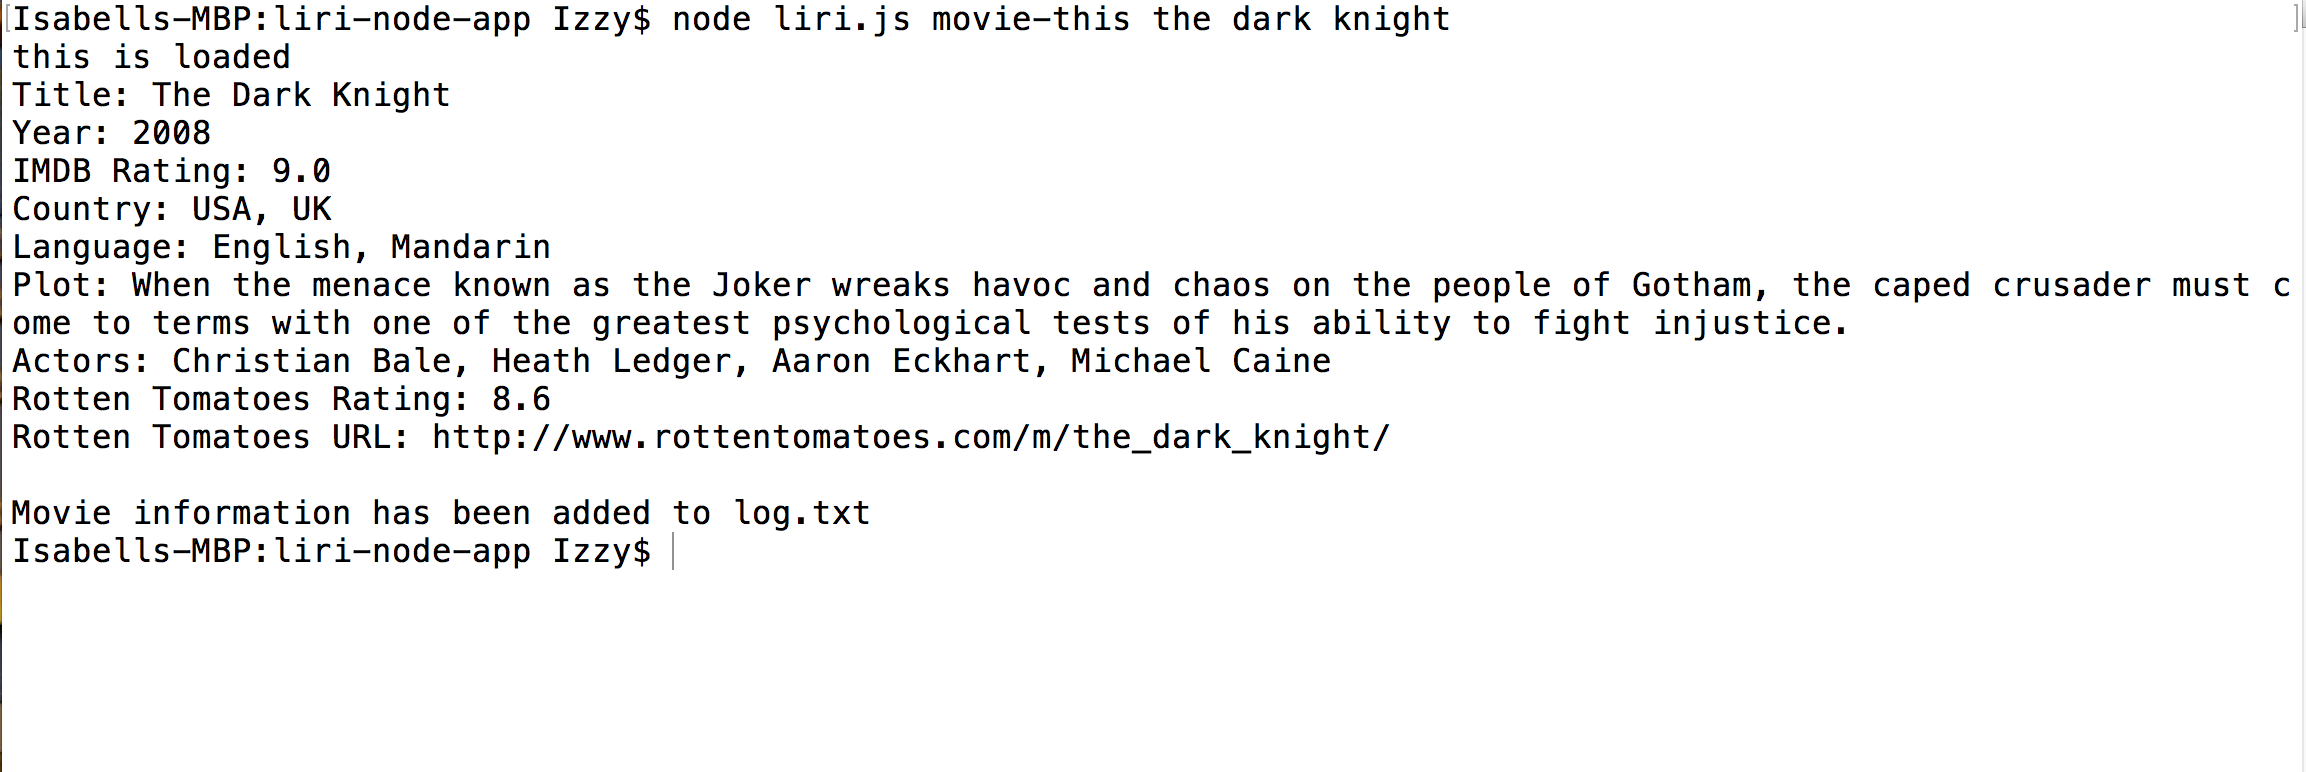 [Isabells-MBP:liri-node-app Izzy$ node liri.js movie-this the dark knight ]
this is loaded
Title: The Dark Knight
Year: 2008
IMDB Rating: 9.0
Country: USA, UK
Language: English, Mandarin
Plot: When the menace known as the Joker wreaks havoc and chaos on the people of Gotham, the caped crusader must c
ome to terms with one of the greatest psychological tests of his ability to fight injustice.
Actors: Christian Bale, Heath Ledger, Aaron Eckhart, Michael Caine
Rotten Tomatoes Rating: 8.6
Rotten Tomatoes URL: http://www.rottentomatoes.com/m/the_dark_knight/

Movie information has been added to log.txt
Isabells-MBP:liri-node-app Izzy$